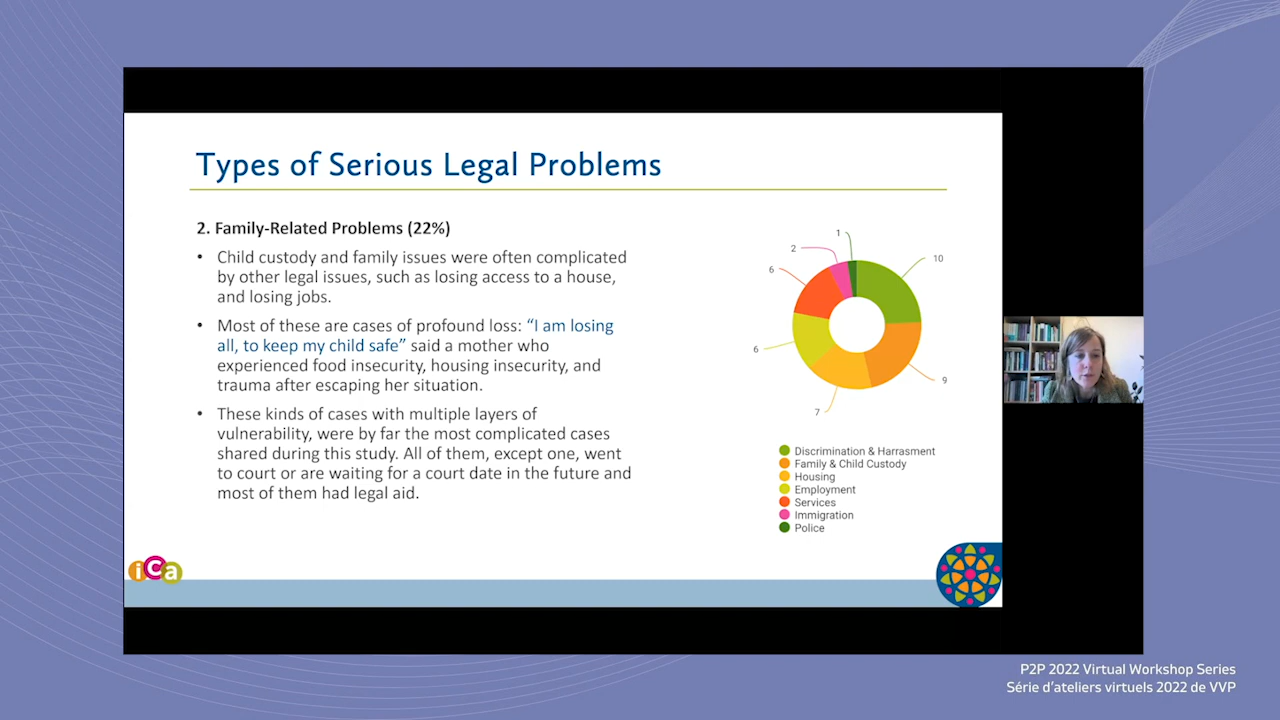 Types of Serious Legal Problems
2. Family-Related Problems (22%)
• Child custody and family issues were often complicated
by other legal issues, such as losing access to a house,
and losing jobs.
• Most of these are cases of profound loss: “I am losing
all, to keep my child safe” said a mother who
experienced food insecurity, housing insecurity, and
trauma after escaping her situation.
• These kinds of cases with multiple layers of
vulnerability, were by far the most complicated cases
shared during this study. All of them, except one, went
to court or are waiting for a court date in the future and
most of them had legal aid.
1
2
10
6
6
9
7
Discrimination & Harrasment
Family & Child Custody
Housing
Employment
Services
Immigration
Police
iCa
P2P 2022 Virtual Workshop Series
Série d’ateliers virtuels 2022 de VVP